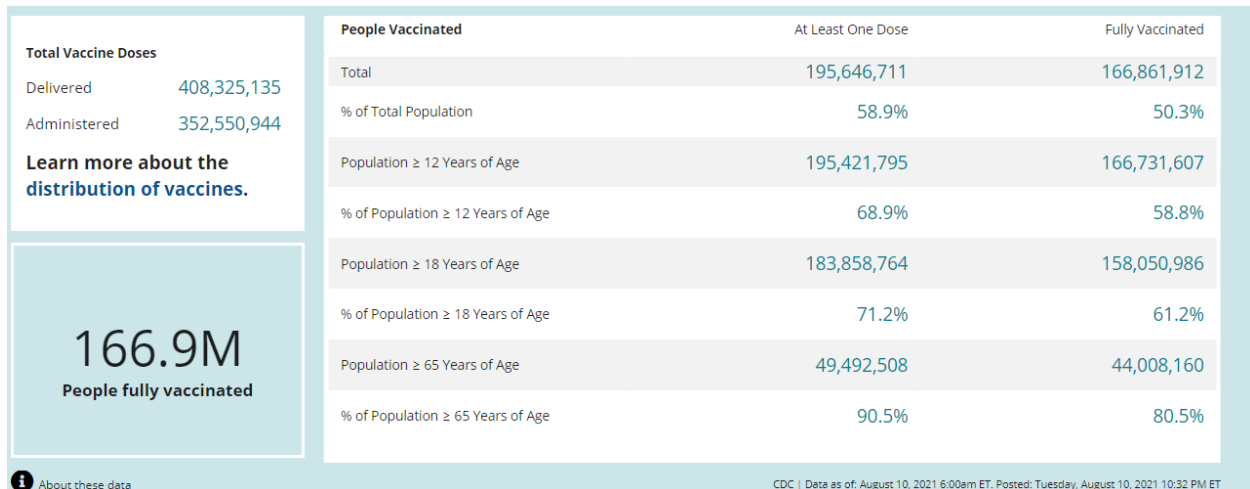 Total Vaccine Doses
Delivered 408,325,135
Administered 352,550,944
Learn more about the
distribution of vaccines.
166.9M
People fully vaccinated
People Vaccinated At Least One Dose Fully Vaccinated
Total 195,646,711 166,861,912
% of Total Population 58.9% 50.3%
Population ≥ 12 Years of Age 195,421,795 166,731,607
% of Population ≥ 12 Years of Age 68.9% 58.8%
Population ≥ 18 Years of Age 183,858,764 158,050,986
% of Population ≥ 18 Years of Age 71.2% 61.2%
Population ≥ 65 Years of Age 49,492,508 44,008,160
% of Population ≥ 65 Years of Age 90.5% 80.5%
i About these data
CDC | Data as of: August 10, 2021 6:00am ET. Posted: Tuesday, August 10, 2021 10:32 PM ET